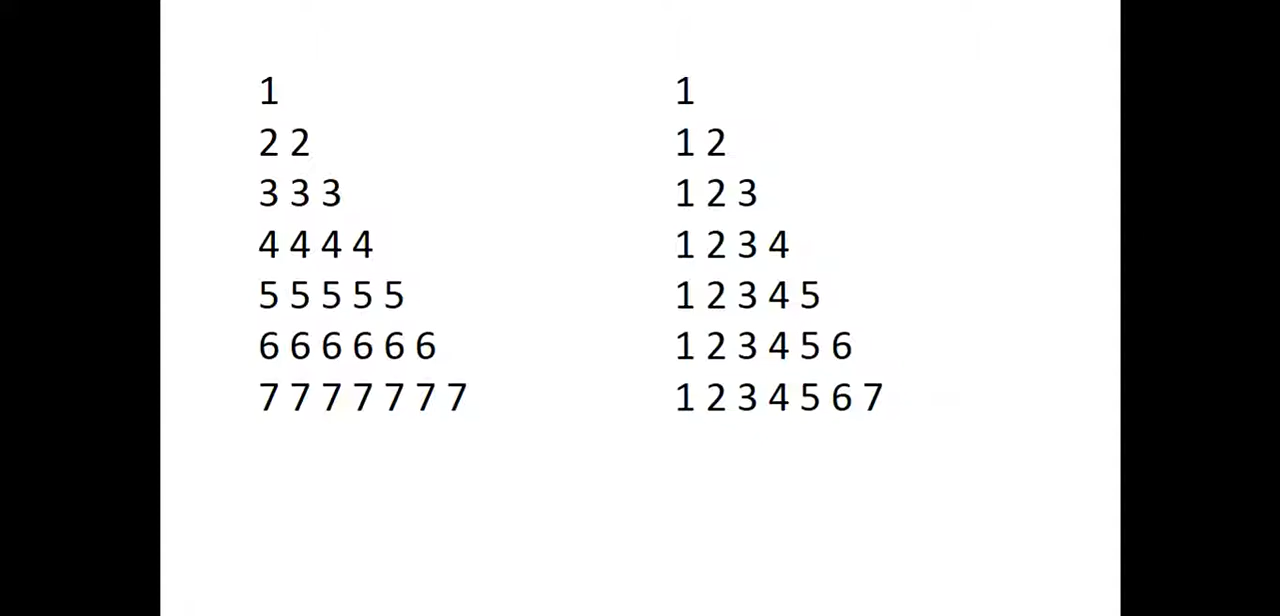 1
2 2
3 3 3
4 4 4 4
5 5 5 5 5
6 6 6 6 6 6
7 7 7 7 7 7 7
1
1 2
1 2 3
1 2 3 4
1 2 3 4 5
1 2 3 4 5 6
1 2 3 4 5 6 7